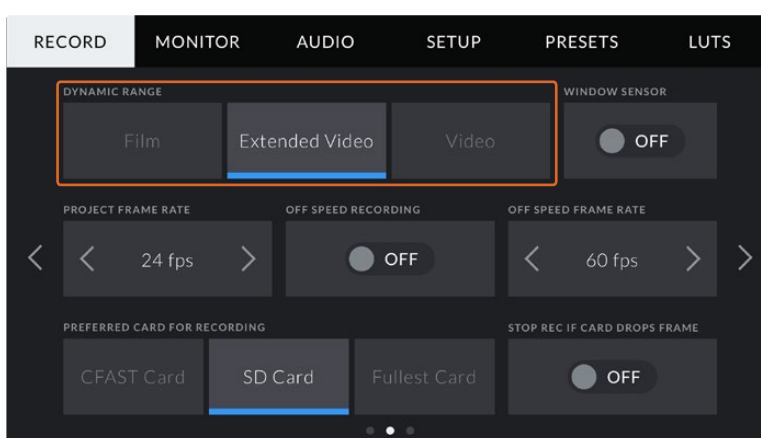 RECORD MONITOR AUDIO SETUP PRESETS LUTS
DYNAMIC RANGE WINDOW SENSOR
Film Extended Video Video OFF
PROJECT FRAME RATE OFF SPEED RECORDING OFF SPEED FRAME RATE
24 fps OFF 60 fps
PREFERRED CARD FOR RECORDING STOP REC IF CARD DROPS FRAME
CFAST Card SD Card Fullest Card OFF